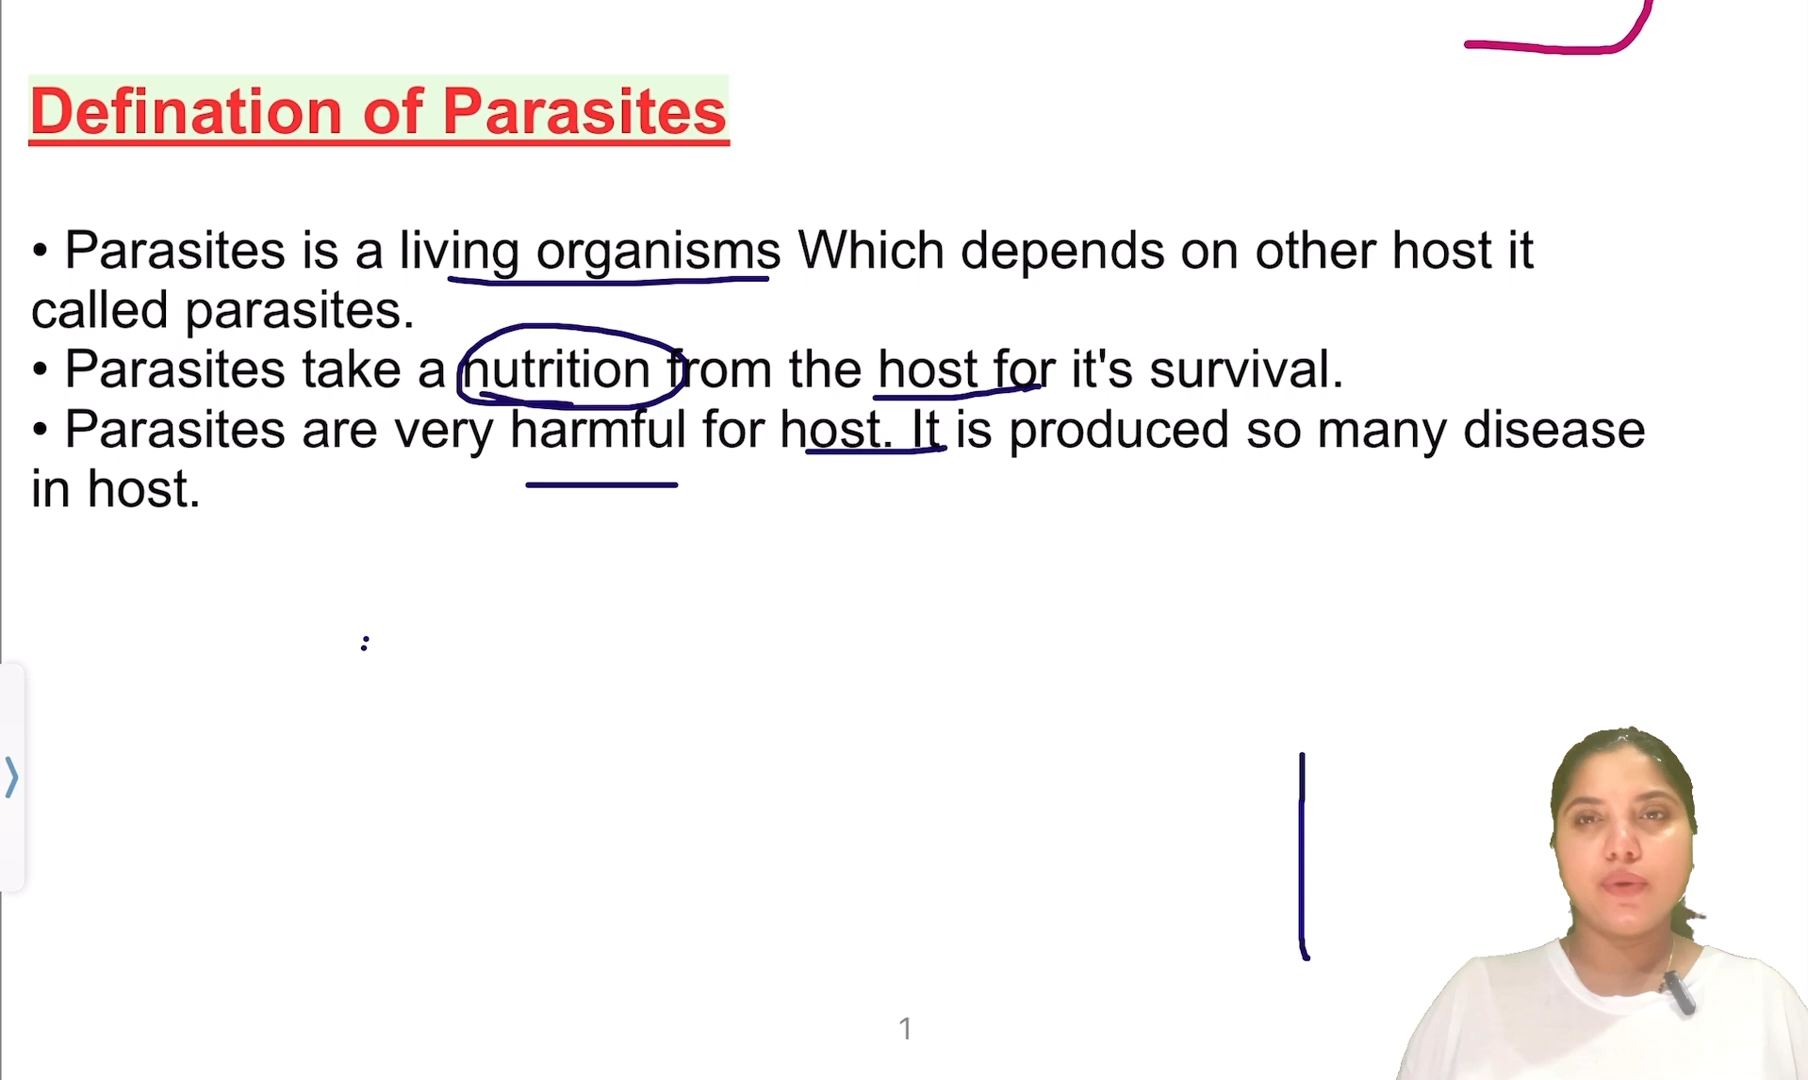 Defination of Parasites
• Parasites is a living organisms Which depends on other host it
called parasites.
• Parasites take a nutrition from the host for it's survival.
• Parasites are very harmful for host. It is produced so many disease
in host.
1